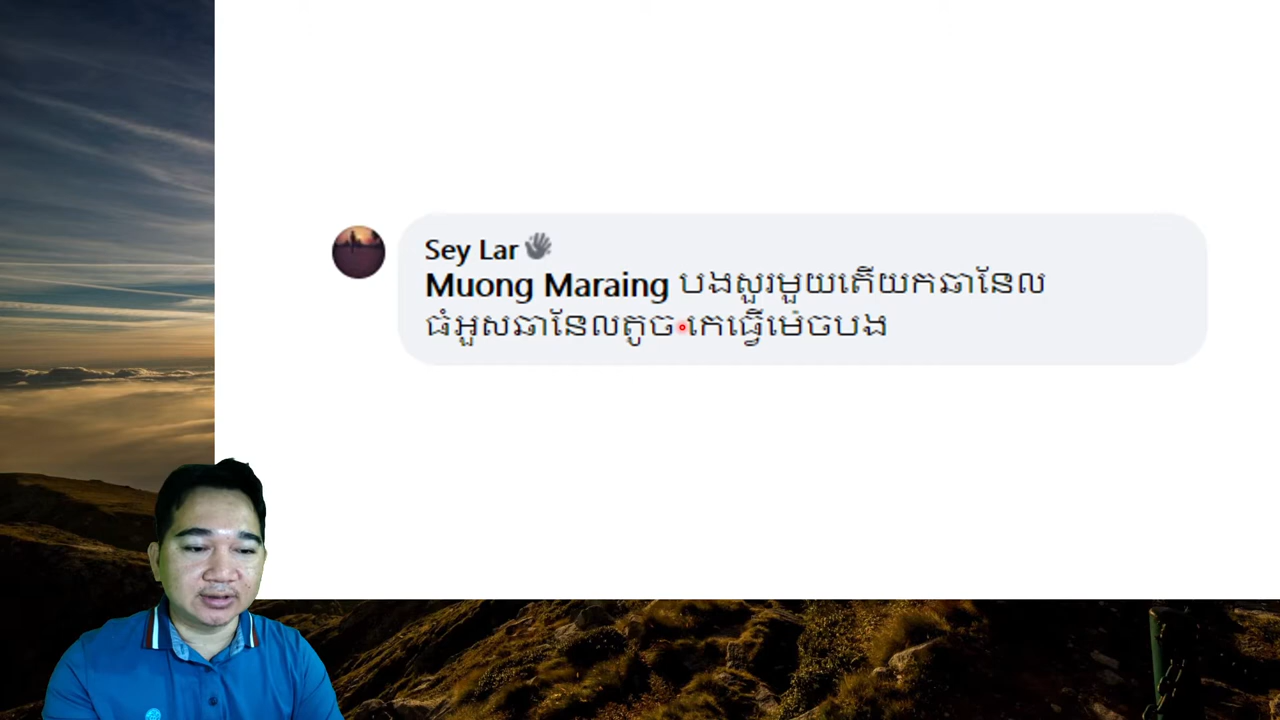 Sey Lar
Muong Maraing បងសួរមួយតើយកឆានែល
ធំអួសឆានែលតូច កេធ្វើម៉េចបង